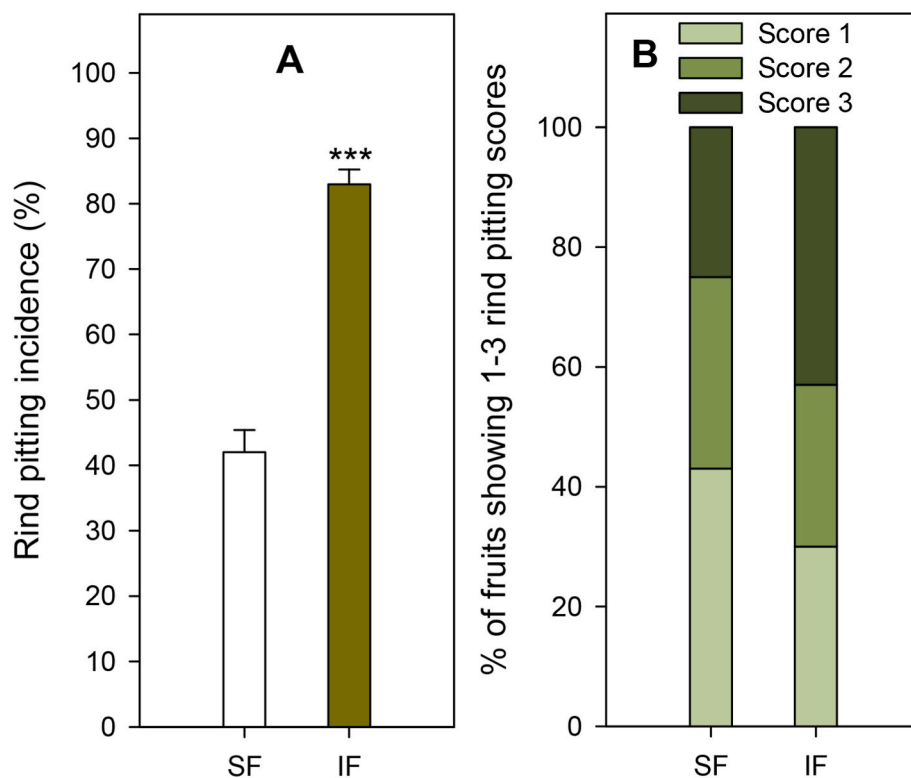 A
Rind pitting incidence (%)
100
90
80
70
60
50
40
30
20
10
0
***
SF
IF
B
Score 1
Score 2
Score 3
% of fruits showing 1-3 rind pitting scores
100
80
60
40
20
0
SF
IF